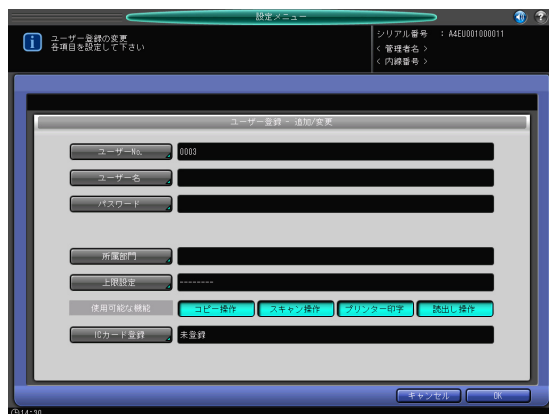 設定メニュー
ユーザー登録の変更
各項目を設定して下さい
シリアル番号 : A4EU001000011
< 管理者名 >
< 内線番号 >
ユーザー登録 - 追加/変更
ユーザーNo. 0003
ユーザー名
パスワード
所属部門
上限設定 --------
使用可能な機能 コピー操作 スキャン操作 プリンター印字 読出し操作
ICカード登録 未登録
キャンセル OK
14:30